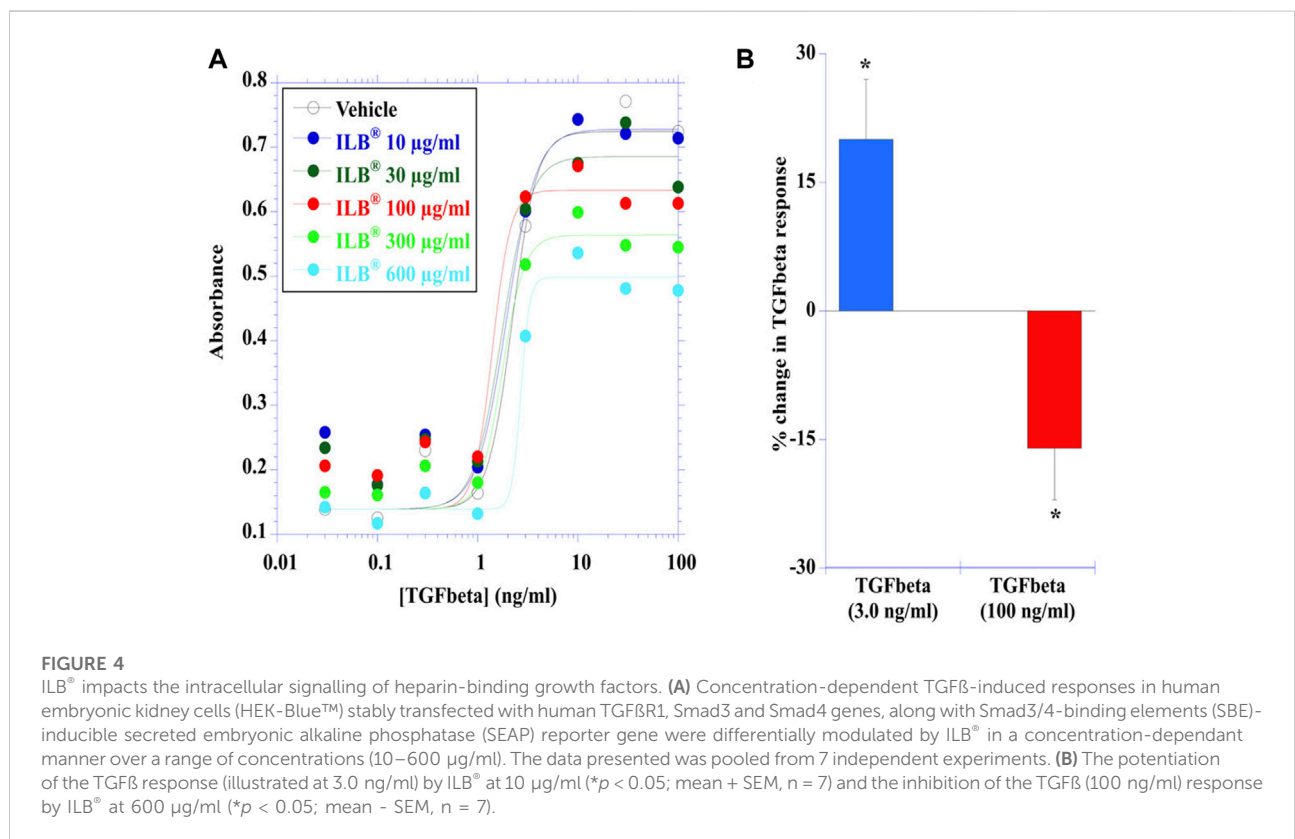 A
0.8
0.7
0.6
0.5
0.4
0.3
0.2
0.1
Absorbance
Vehicle
ILB® 10 µg/ml
ILB® 30 µg/ml
ILB® 100 µg/ml
ILB® 300 µg/ml
ILB® 600 µg/ml
0.01
0.1
1
10
100
[TGFbeta] (ng/ml)
B
30
15
0
-15
-30
% change in TGFbeta response
*
*
TGFbeta
(3.0 ng/ml)
TGFbeta
(100 ng/ml)
FIGURE 4
ILB® impacts the intracellular signalling of heparin-binding growth factors. (A) Concentration-dependent TGFß-induced responses in human
embryonic kidney cells (HEK-Blue™) stably transfected with human TGFßR1, Smad3 and Smad4 genes, along with Smad3/4-binding elements (SBE)-
inducible secreted embryonic alkaline phosphatase (SEAP) reporter gene were differentially modulated by ILB® in a concentration-dependant
manner over a range of concentrations (10–600 µg/ml). The data presented was pooled from 7 independent experiments. (B) The potentiation
of the TGFß response (illustrated at 3.0 ng/ml) by ILB® at 10 µg/ml (*p < 0.05; mean + SEM, n = 7) and the inhibition of the TGFß (100 ng/ml) response
by ILB® at 600 µg/ml (*p < 0.05; mean - SEM, n = 7).